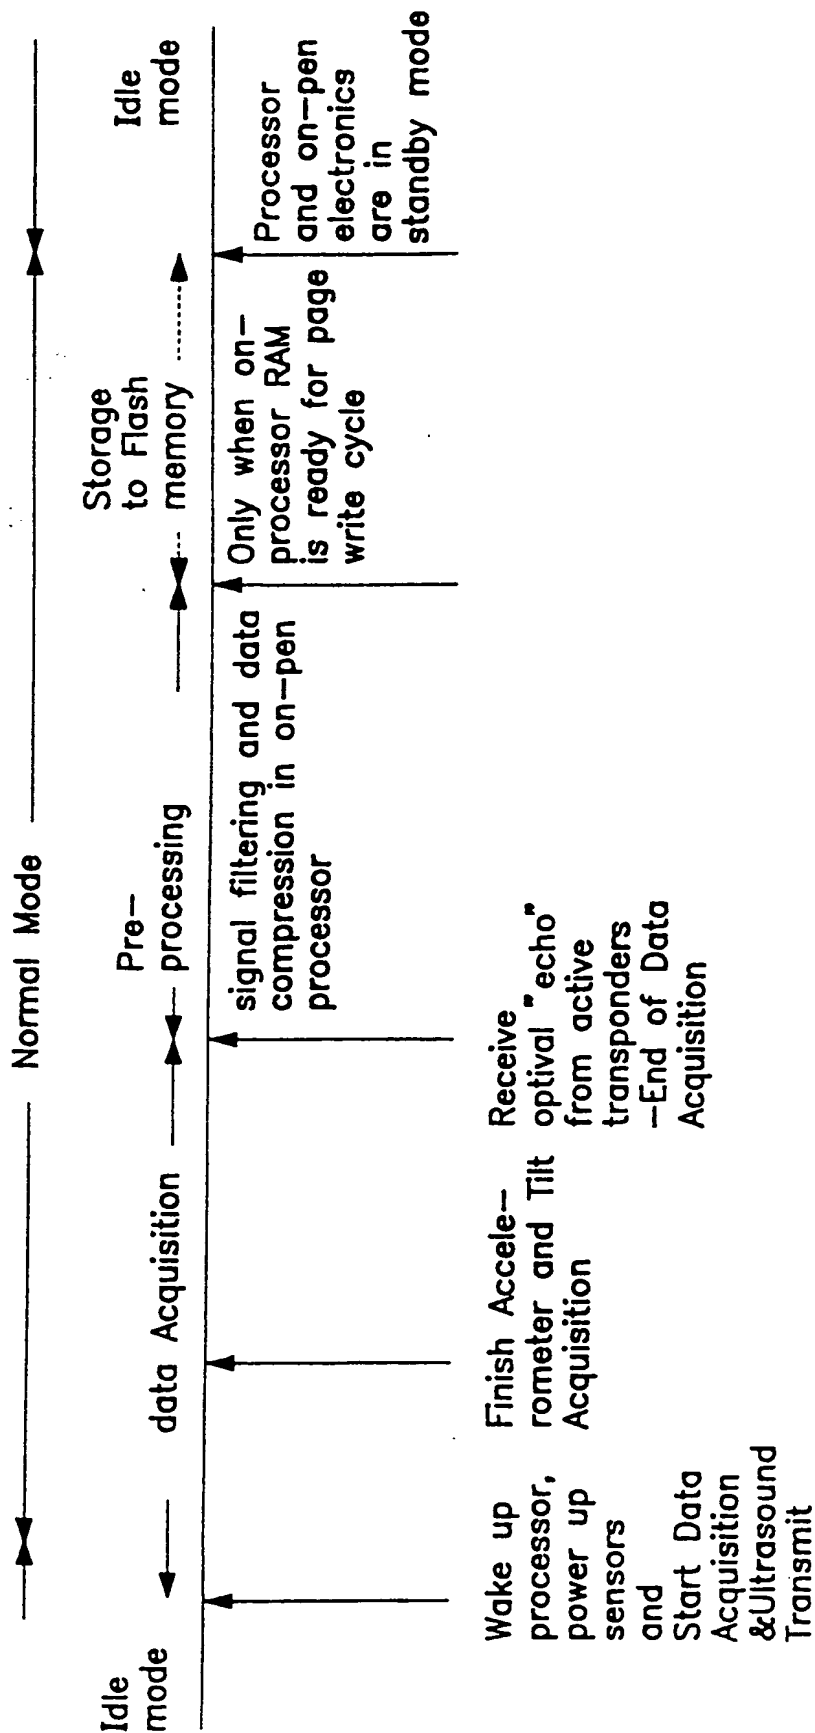 Normal Mode
Idle
mode
data Acquisition
Pre-
processing
Storage
to Flash
memory
Idle
mode
signal filtering and data
compression in on-pen
processor
Only when on-
processor RAM
is ready for page
write cycle
Processor
and on-pen
electronics
are in
standby mode
Wake up
processor,
power up
sensors
and
Start Data
Acquisition
&Ultrasound
Transmit
Finish Accele-
rometer and Tilt
Acquisition
Receive
optival "echo"
from active
transponders
-End of Data
Acquisition